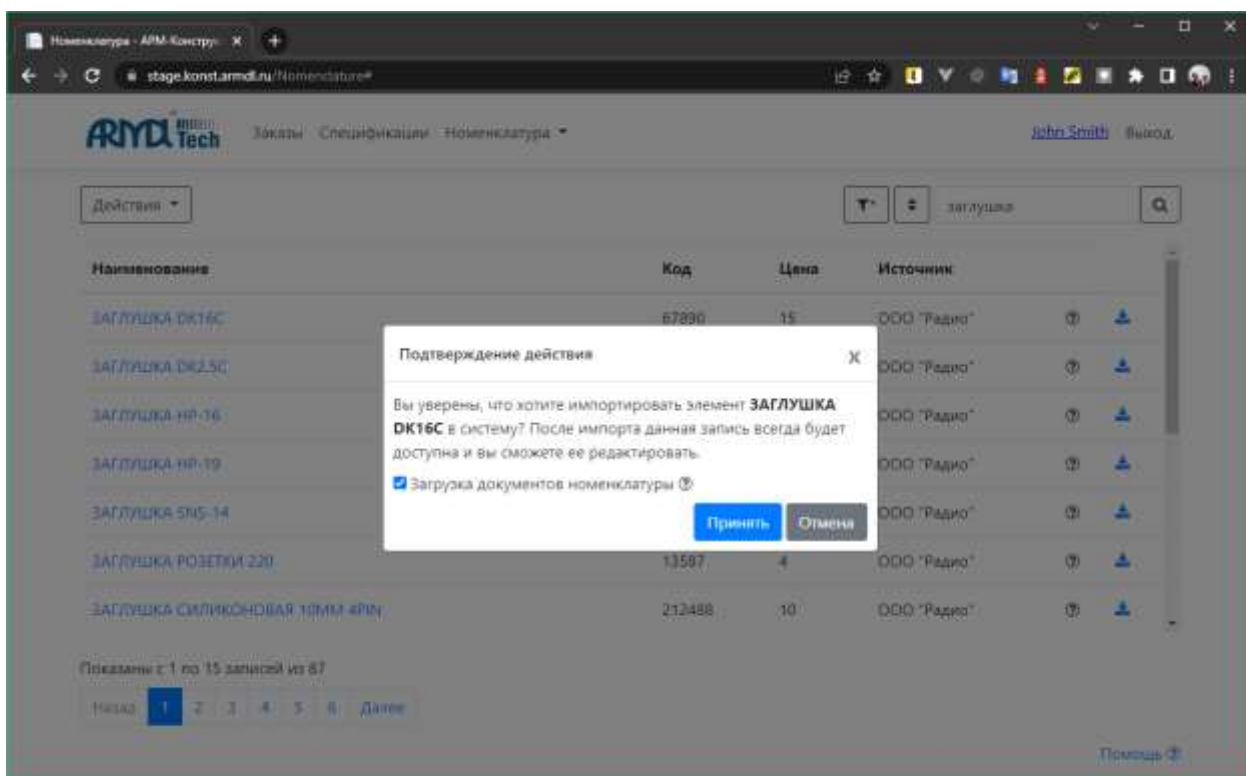 Номенклатура - АРМ-Констру
stage.konst.armdl.ru/Nomenclature#
ARMDL Tech
Заказы Спецификации Номенклатура
John Smith Выход
Действия
заглушка
Наименование Код Цена Источник
ЗАГЛУШКА DK16C 67890 15 ООО "Радио"
ЗАГЛУШКА DK2.5C ООО "Радио"
ЗАГЛУШКА HP-16 ООО "Радио"
ЗАГЛУШКА HP-19 ООО "Радио"
ЗАГЛУШКА SNS-14 ООО "Радио"
ЗАГЛУШКА РОЗЕТКИ 220 13587 4 ООО "Радио"
ЗАГЛУШКА СИЛИКОНОВАЯ 10ММ 4PIN 212488 10 ООО "Радио"
Подтверждение действия X
Вы уверены, что хотите импортировать элемент ЗАГЛУШКА
DK16C в систему? После импорта данная запись всегда будет
доступна и вы сможете ее редактировать.
Загрузка документов номенклатуры
Принять Отмена
Показаны с 1 по 15 записей из 87
Назад 1 2 3 4 5 6 Далее
Помощь